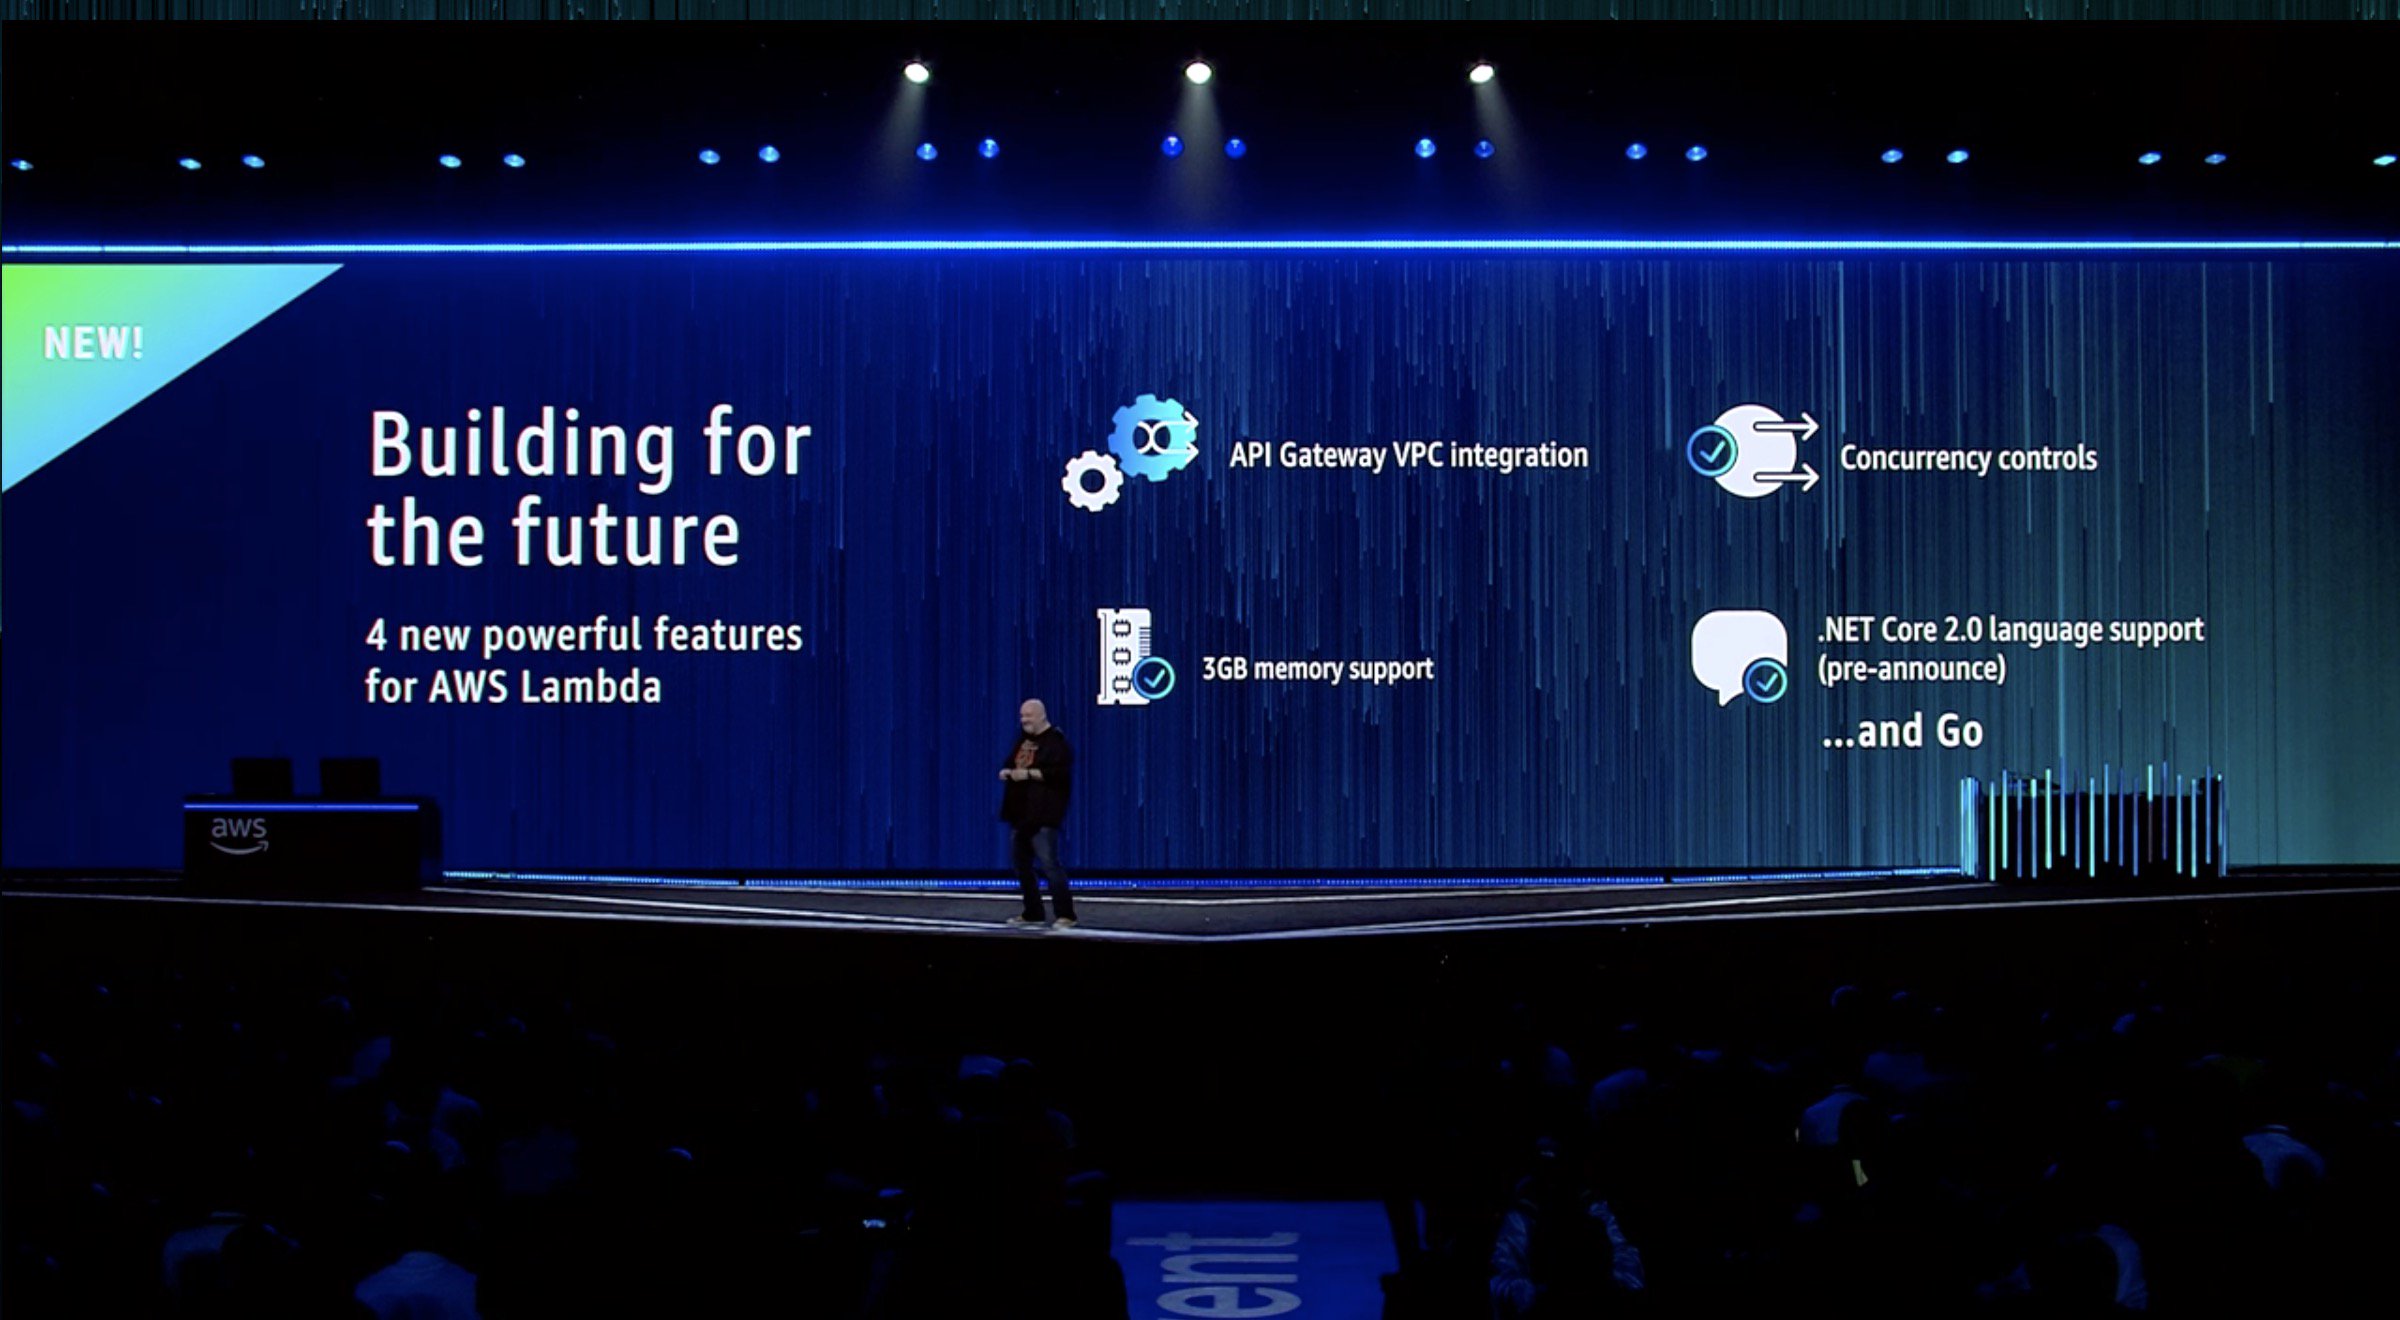 NEW!
Building for
the future
4 new powerful features
for AWS Lambda
API Gateway VPC integration
Concurrency controls
3GB memory support
.NET Core 2.0 language support
(pre-announce)
...and Go
aws
ent